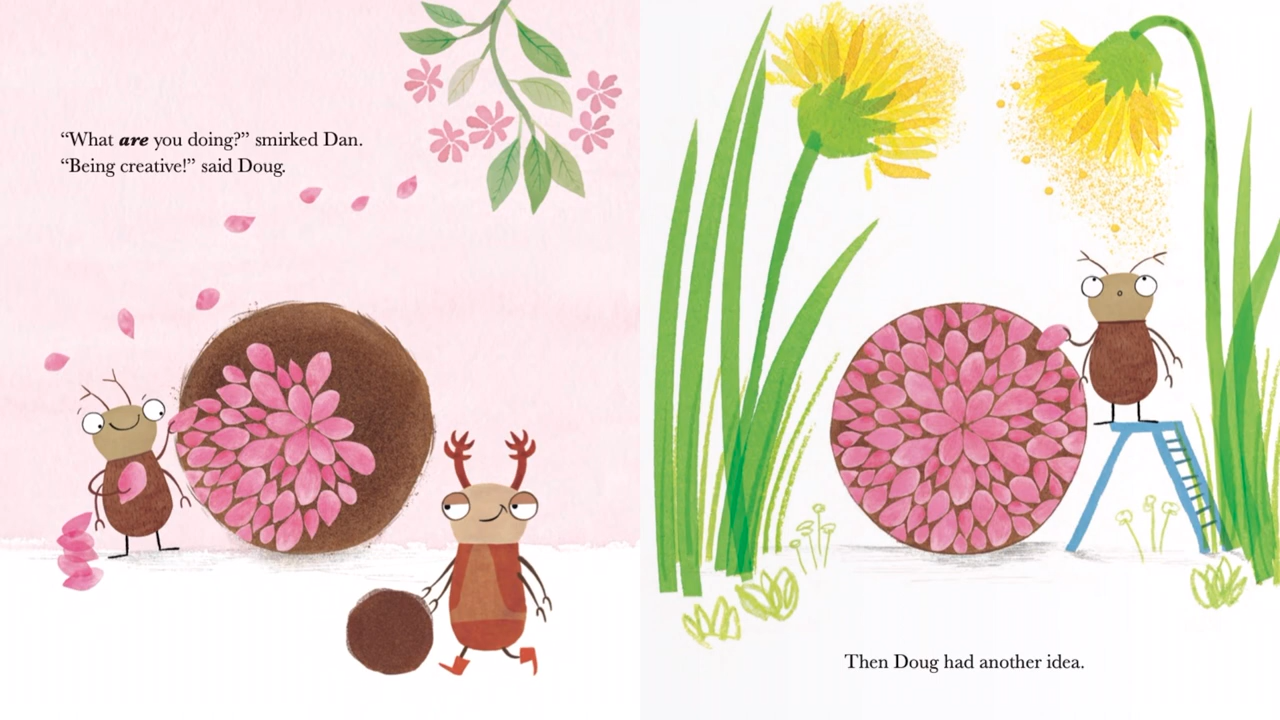 “What are you doing?” smirked Dan.
“Being creative!” said Doug.
Then Doug had another idea.